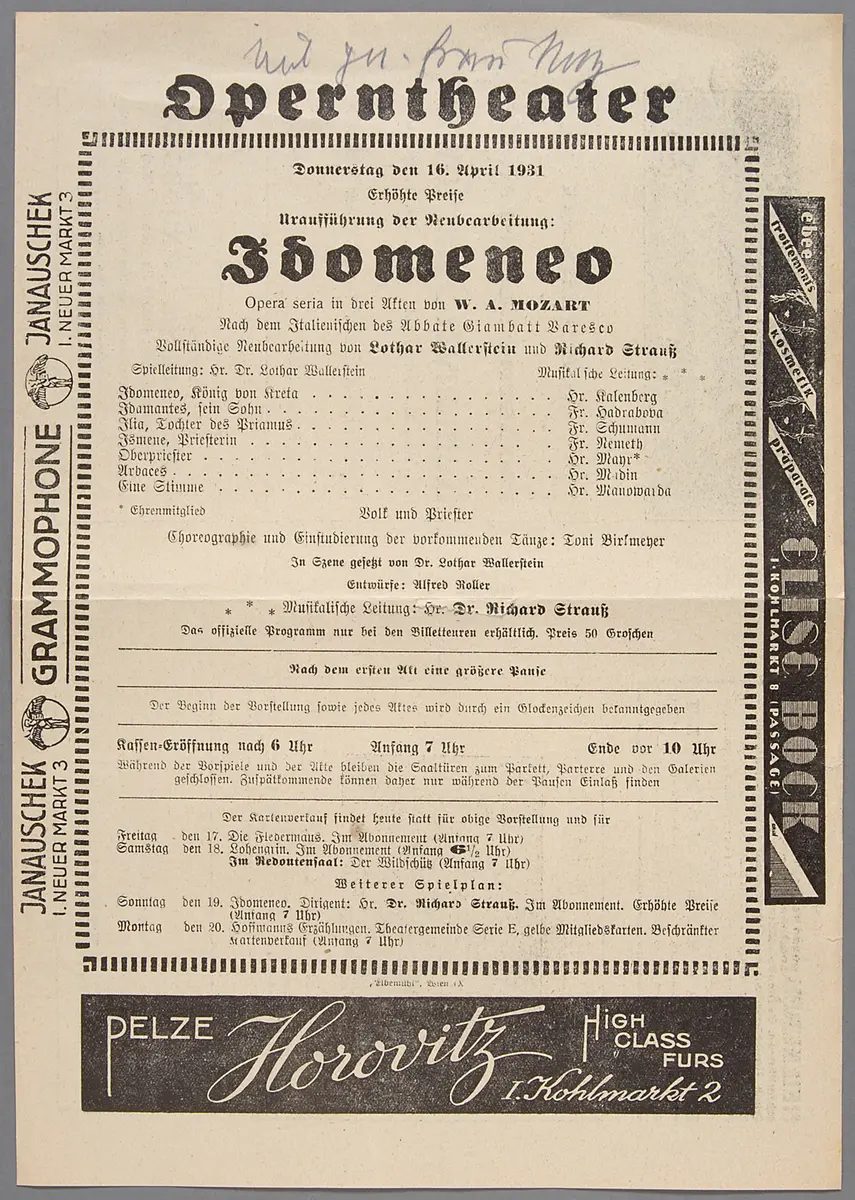 Operntheater
Donnerstag den 16. April 1931
Erhöhte Preise
Uraufführung der Neubearbeitung:
Idomeneo
Opera seria in drei Akten von W. A. MOZART
Nach dem Italienischen des Abbate Giambatt Varesco
Vollständige Neubearbeitung von Lothar Wallerstein und Richard Strauß
Spielleitung: Hr. Dr. Lothar Wallerstein Musikalische Leitung: * * *
Idomeneo, König von Kreta . . . . . . . . . . . . Hr. Kalenberg
Idamantes, sein Sohn . . . . . . . . . . . . Fr. Hadrabova
Ilia, Tochter des Priamus . . . . . . . . . . . . Fr. Schumann
Ismene, Priesterin . . . . . . . . . . . . Fr. Nemeth
Oberpriester . . . . . . . . . . . . Hr. Mayr*
Arbaces . . . . . . . . . . . . Hr. Maidin
Eine Stimme . . . . . . . . . . . . Hr. Manowarda
* Ehrenmitglied Volk und Priester
Choreographie und Einstudierung der vorkommenden Tänze: Toni Birkmeyer
In Szene gesetzt von Dr. Lothar Wallerstein
Entwürfe: Alfred Roller
* * * Musikalische Leitung: Hr. Dr. Richard Strauß
Das offizielle Programm nur bei den Billetteuren erhältlich. Preis 50 Groschen
Nach dem ersten Akt eine größere Pause
Der Beginn der Vorstellung sowie jedes Aktes wird durch ein Glockenzeichen bekanntgegeben
Kassen-Eröffnung nach 6 Uhr Anfang 7 Uhr Ende vor 10 Uhr
Während der Vorspiele und der Akte bleiben die Saaltüren zum Parkett, Parterre und den Galerien
geschlossen. Zuspätkommende können daher nur während der Pausen Einlaß finden
Der Kartenverkauf findet heute statt für obige Vorstellung und für
Freitag den 17. Die Fledermaus. Im Abonnement (Anfang 7 Uhr)
Samstag den 18. Lohengrin. Im Abonnement (Anfang 6½ Uhr)
Im Redoutensaal: Der Wildschütz (Anfang 7 Uhr)
Weiterer Spielplan:
Sonntag den 19. Idomeneo. Dirigent: Hr. Dr. Richard Strauß. Im Abonnement. Erhöhte Preise
(Anfang 7 Uhr)
Montag den 20. Hoffmanns Erzählungen. Theatergemeinde Serie E, gelbe Mitgliedskarten. Beschränkter
Kartenverkauf (Anfang 7 Uhr)
„Elbemühl“, Wien IX
JANAUSCHEK
I. NEUER MARKT 3
GRAMMOPHONE
JANAUSCHEK
I. NEUER MARKT 3
ebee
traitements
kosmetik
präparate
ELISE BOCK
I. KOHLMARKT 8 (PASSAGE)
PELZE
Horovitz
HIGH
CLASS
FURS
I. Kohlmarkt 2